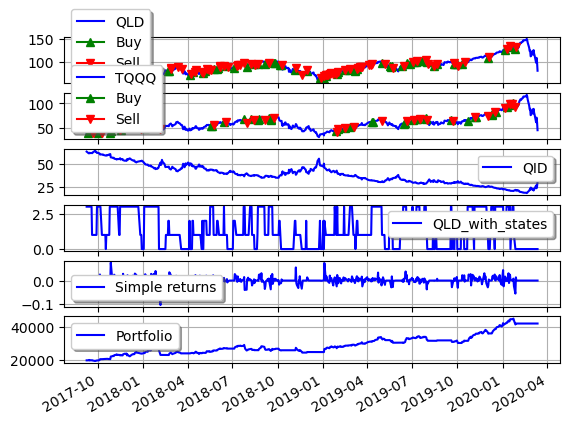 QLD
Buy
Sell
150
100
TQQQ
Buy
Sell
100
50
QID
50
25
QLD_with_states
2.5
0.0
Simple returns
0.0
−0.1
Portfolio
40000
20000
2017-10
2018-01
2018-04
2018-07
2018-10
2019-01
2019-04
2019-07
2019-10
2020-01
2020-04